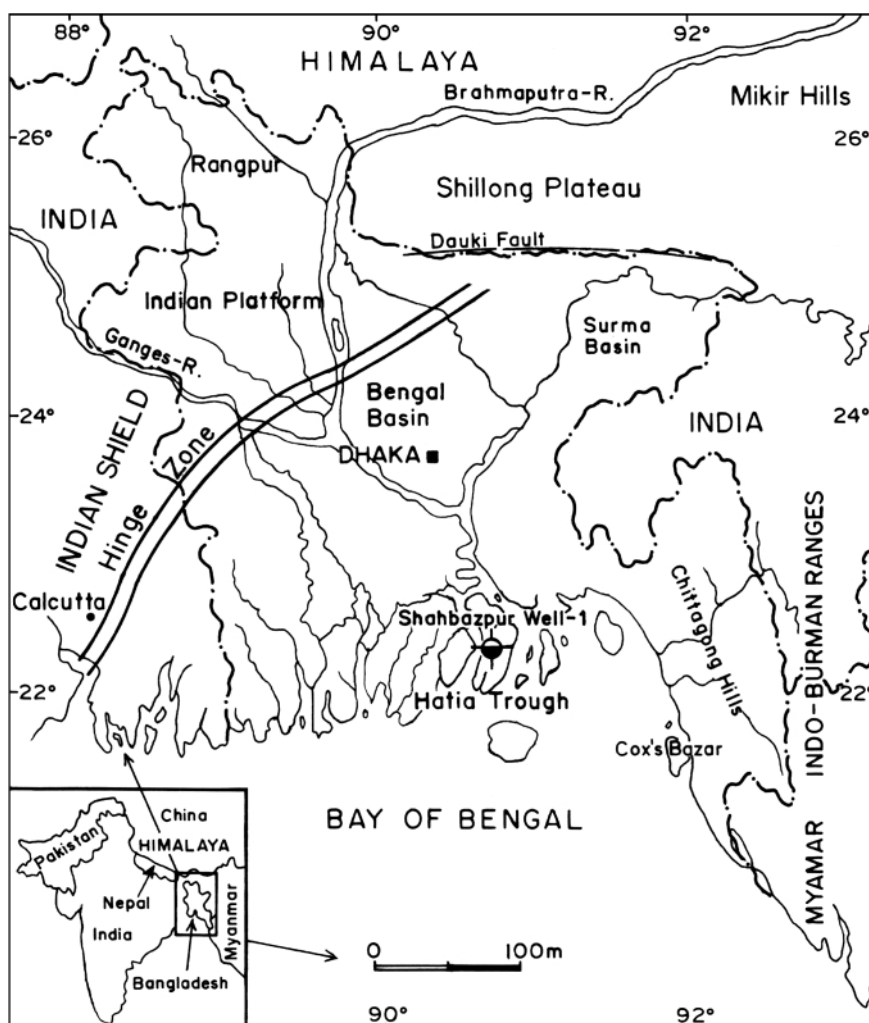 88°
90°
92°
HIMALAYA
Brahmaputra-R.
Mikir Hills
26°
26°
Rangpur
Shillong Plateau
INDIA
Dauki Fault
Indian Platform
Surma
Basin
Ganges-R.
Bengal
Basin
24°
INDIA
24°
DHAKA
INDIAN SHIELD
Hinge Zone
Calcutta
Shahbazpur Well-1
Chittagong Hills
INDO-BURMAN RANGES
22°
Hatia Trough
22°
Cox's Bazar
BAY OF BENGAL
MYAMAR
China
HIMALAYA
Pakistan
Nepal
India
Myanmar
Bangladesh
0 100m
90°
92°